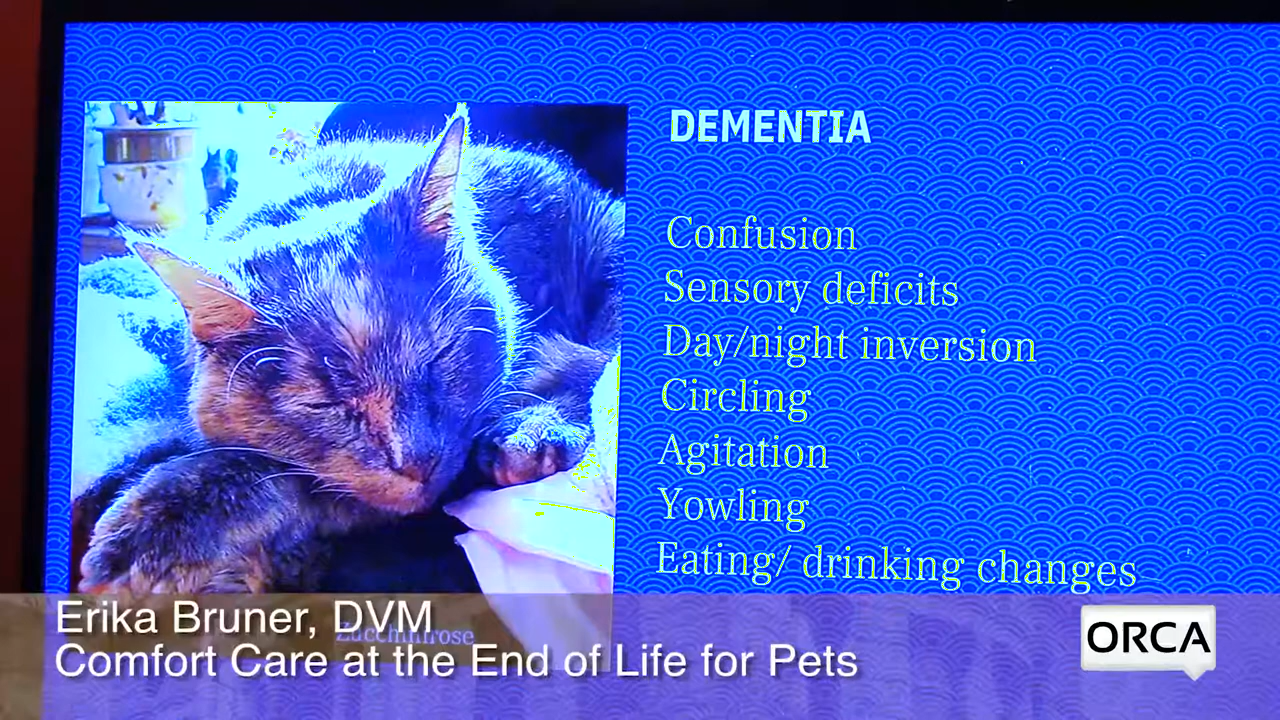 DEMENTIA
Confusion
Sensory deficits
Day/night inversion
Circling
Agitation
Yowling
Eating/ drinking changes
Erika Bruner, DVM
Zucchinirose
Comfort Care at the End of Life for Pets
ORCA